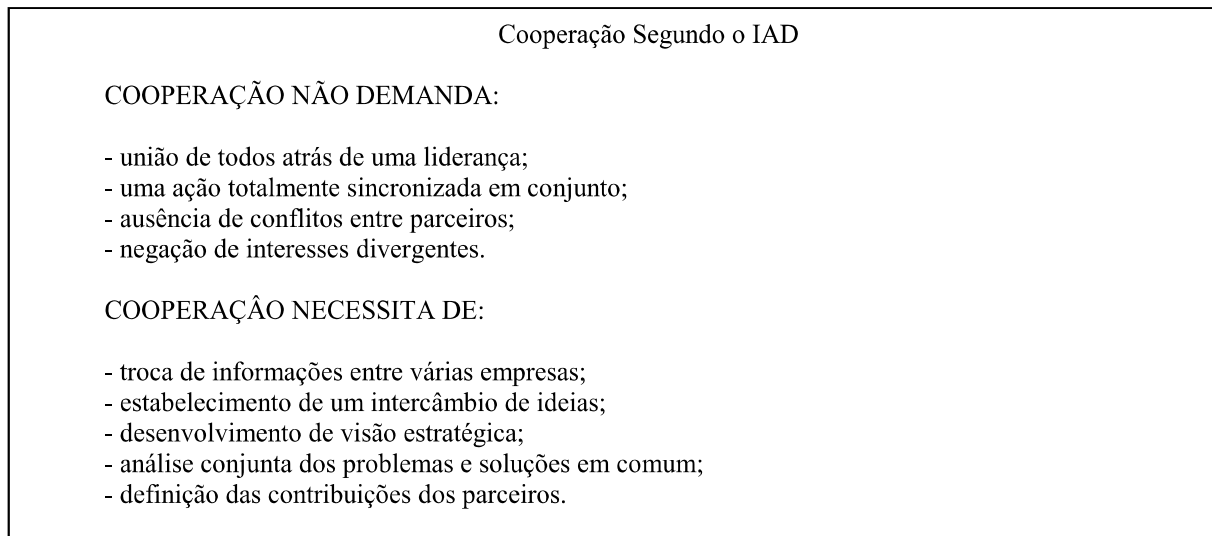 Cooperação Segundo o IAD
COOPERAÇÃO NÃO DEMANDA:
- união de todos atrás de uma liderança;
- uma ação totalmente sincronizada em conjunto;
- ausência de conflitos entre parceiros;
- negação de interesses divergentes.
COOPERAÇÂO NECESSITA DE:
- troca de informações entre várias empresas;
- estabelecimento de um intercâmbio de ideias;
- desenvolvimento de visão estratégica;
- análise conjunta dos problemas e soluções em comum;
- definição das contribuições dos parceiros.